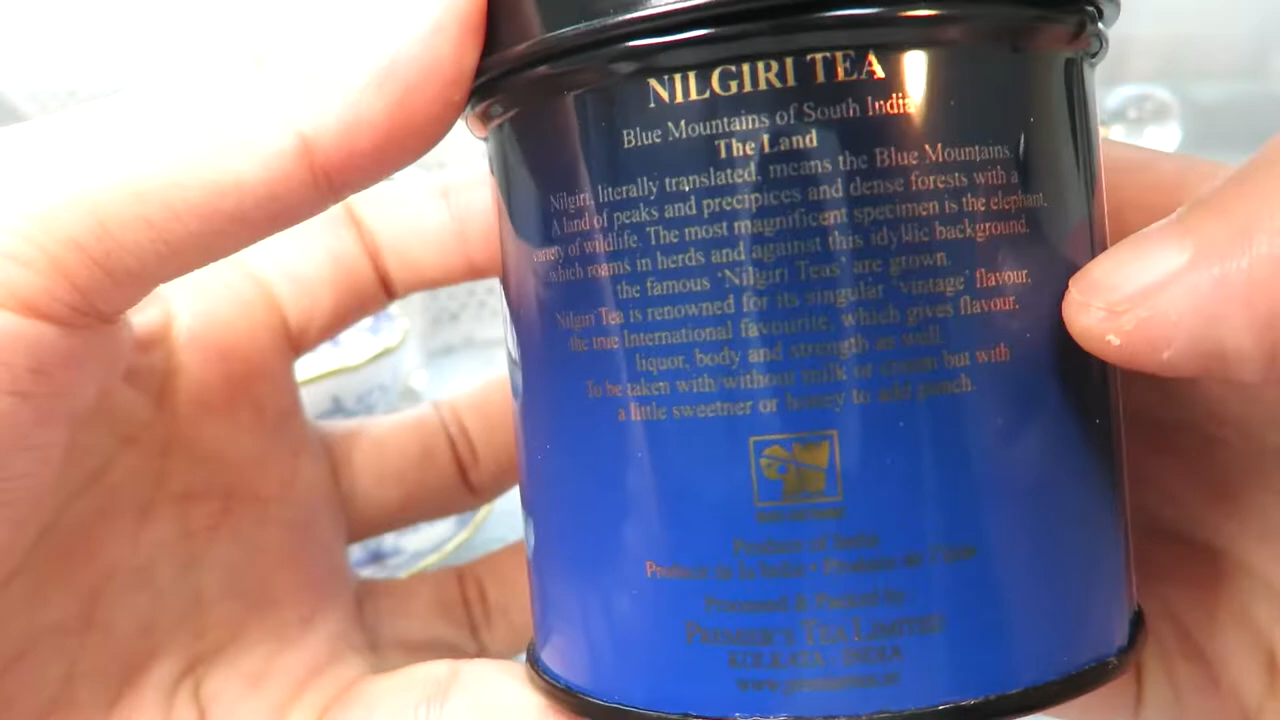 NILGIRI TEA
Blue Mountains of South India
The Land
Nilgiri, literally translated, means the Blue Mountains.
A land of peaks and precipices and dense forests with a
variety of wildlife. The most magnificent specimen is the elephant,
which roams in herds and against this idyllic background,
the famous 'Nilgiri Teas' are grown.
Nilgiri Tea is renowned for its singular 'vintage' flavour,
the true International favourite, which gives flavour,
liquor, body and strength as well.
To be taken with/without milk or cream but with
a little sweetner or honey to add punch.
Product of India
Product de la India •
Processed & Packed by
PREMIER'S TEA LIMITED
KOLKATA - INDIA